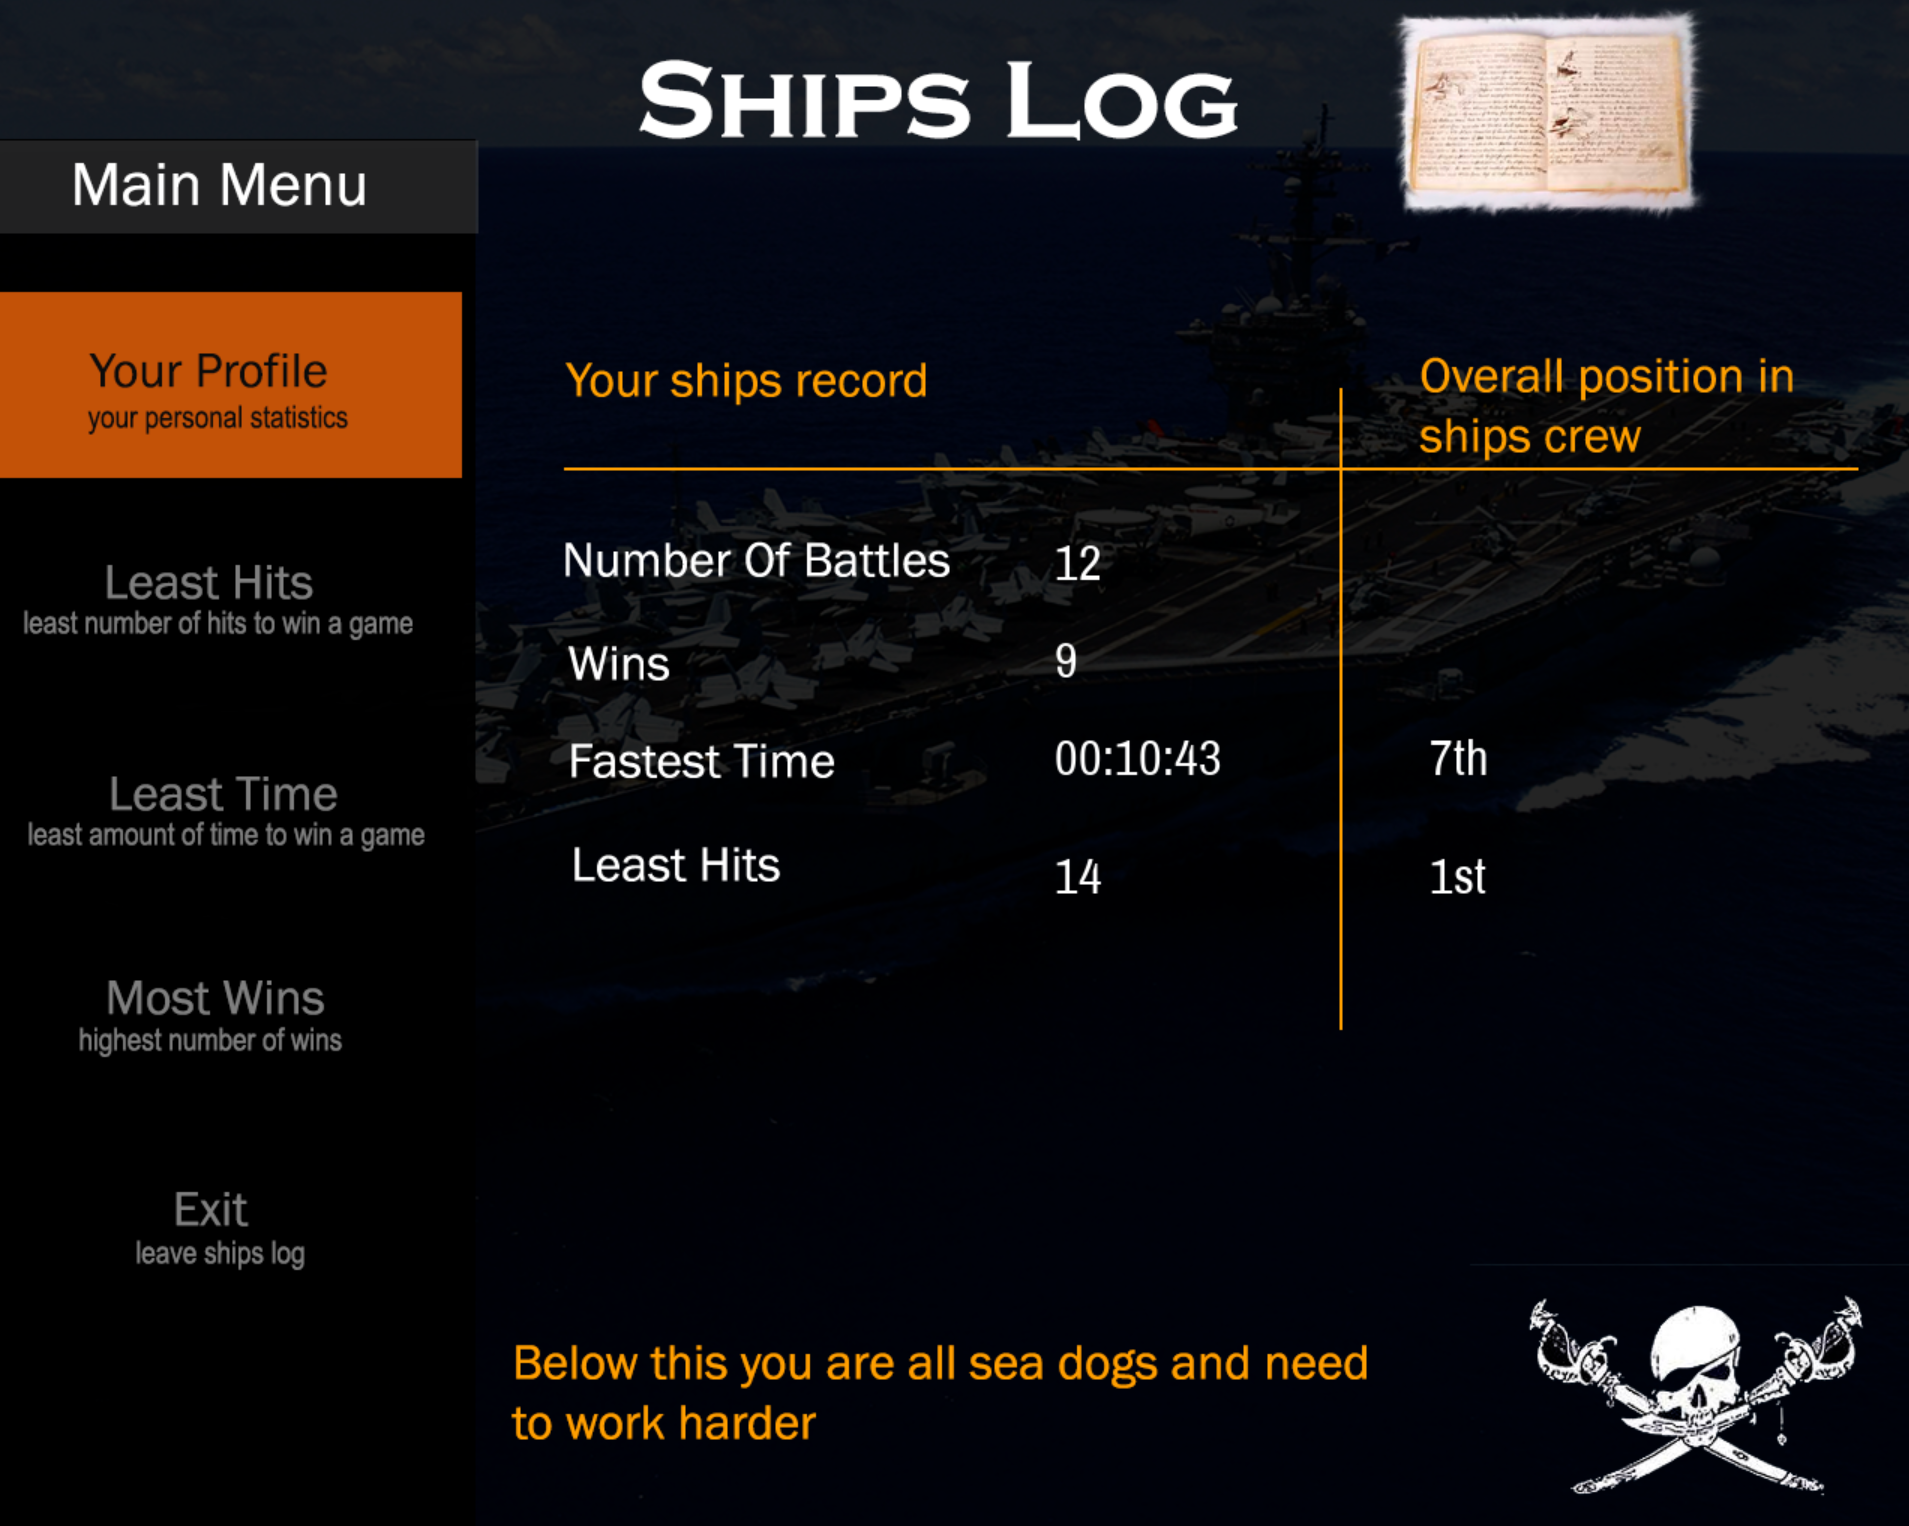 Ships Log
Main Menu
Your Profile
your personal statistics
Least Hits
least number of hits to win a game
Least Time
least amount of time to win a game
Most Wins
highest number of wins
Exit
leave ships log
Your ships record
Overall position in
ships crew
Number Of Battles 12
Wins 9
Fastest Time 00:10:43 7th
Least Hits 14 1st
Below this you are all sea dogs and need
to work harder